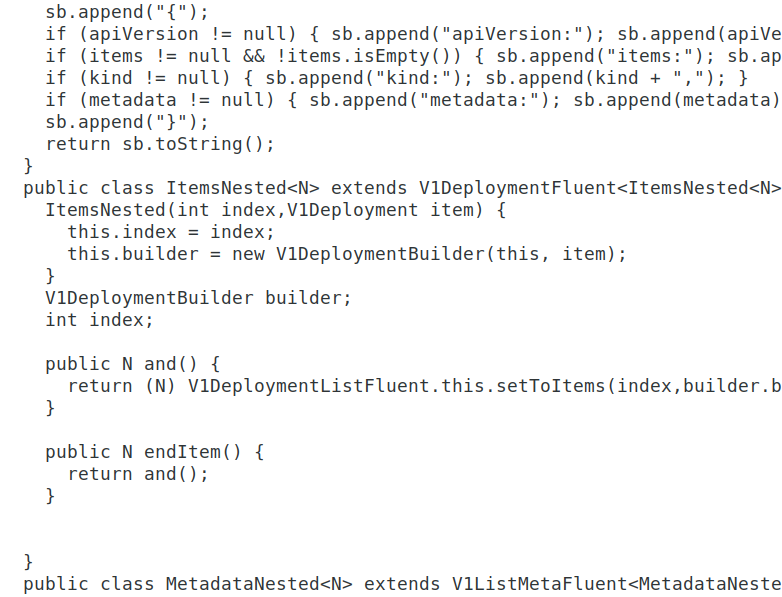 sb.append("{");
if (apiVersion != null) { sb.append("apiVersion:"); sb.append(apiVe
if (items != null && !items.isEmpty()) { sb.append("items:"); sb.ap
if (kind != null) { sb.append("kind:"); sb.append(kind + ","); }
if (metadata != null) { sb.append("metadata:"); sb.append(metadata)
sb.append("}");
return sb.toString();
}
public class ItemsNested<N> extends V1DeploymentFluent<ItemsNested<N>
ItemsNested(int index,V1Deployment item) {
this.index = index;
this.builder = new V1DeploymentBuilder(this, item);
}
V1DeploymentBuilder builder;
int index;
public N and() {
return (N) V1DeploymentListFluent.this.setToItems(index,builder.b
}
public N endItem() {
return and();
}
}
public class MetadataNested<N> extends V1ListMetaFluent<MetadataNeste